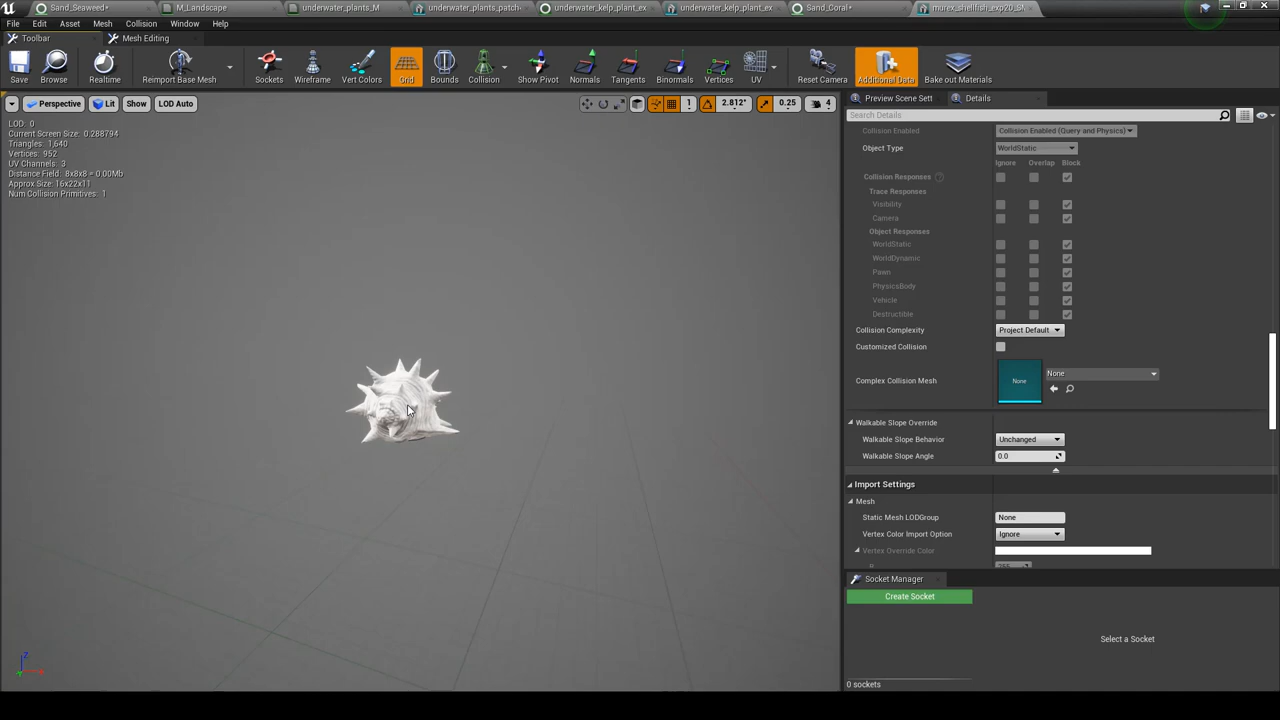 Sand_Seaweed*
M_Landscape
underwater_plants_M
underwater_plants_patch
underwater_kelp_plant_ex
underwater_kelp_plant_ex
Sand_Coral*
murex_shellfish_exp20_SM
File Edit Asset Mesh Collision Window Help
Toolbar Mesh Editing
Save Browse Realtime Reimport Base Mesh Sockets Wireframe Vert Colors Grid Bounds Collision Show Pivot Normals Tangents Binormals Vertices UV Reset Camera Additional Data Bake out Materials
Perspective Lit Show LOD Auto
1 2.812° 0.25 4
LOD: 0
Current Screen Size: 0.288794
Triangles: 1,640
Vertices: 952
UV Channels: 3
Distance Field: 8x8x8 = 0.00Mb
Approx Size: 16x22x11
Num Collision Primitives: 1
Z
Preview Scene Sett Details
Search Details
Collision Enabled Collision Enabled (Query and Physics)
Object Type WorldStatic
Ignore Overlap Block
Collision Responses ?
Trace Responses
Visibility
Camera
Object Responses
WorldStatic
WorldDynamic
Pawn
PhysicsBody
Vehicle
Destructible
Collision Complexity Project Default
Customized Collision
Complex Collision Mesh None None
Walkable Slope Override
Walkable Slope Behavior Unchanged
Walkable Slope Angle 0.0
Import Settings
Mesh
Static Mesh LODGroup None
Vertex Color Import Option Ignore
Vertex Override Color
Socket Manager
Create Socket
Select a Socket
0 sockets